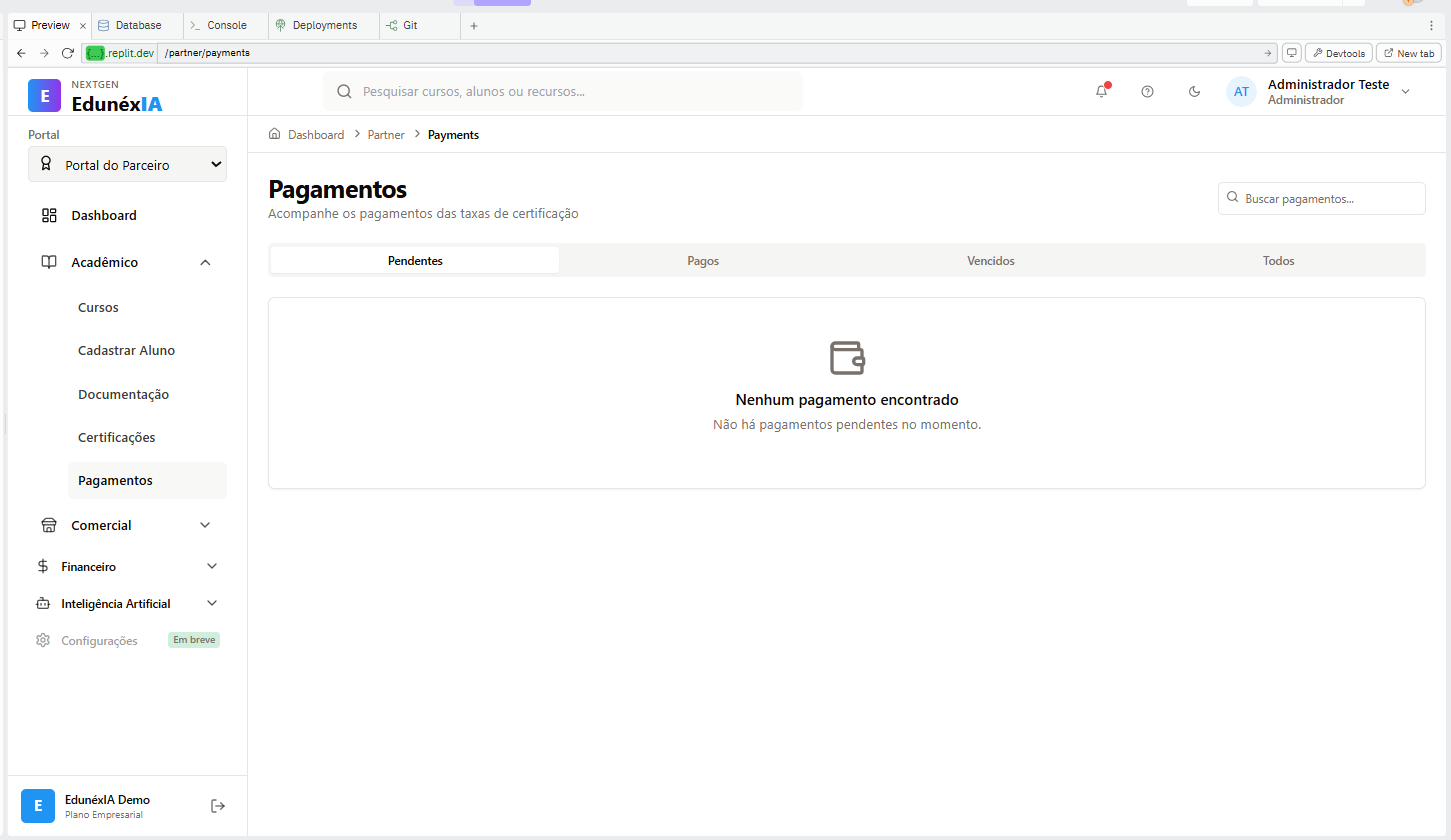 Preview
Database
Console
Deployments
Git
{...}.replit.dev
/partner/payments
Devtools
New tab
E
NEXTGEN
EdunéxIA
Pesquisar cursos, alunos ou recursos...
AT
Administrador Teste
Administrador
Portal
Portal do Parceiro
Dashboard
Acadêmico
Cursos
Cadastrar Aluno
Documentação
Certificações
Pagamentos
Comercial
Financeiro
Inteligência Artificial
Configurações
Em breve
E
EdunéxIA Demo
Plano Empresarial
Dashboard
Partner
Payments
Pagamentos
Acompanhe os pagamentos das taxas de certificação
Buscar pagamentos...
Pendentes
Pagos
Vencidos
Todos
Nenhum pagamento encontrado
Não há pagamentos pendentes no momento.